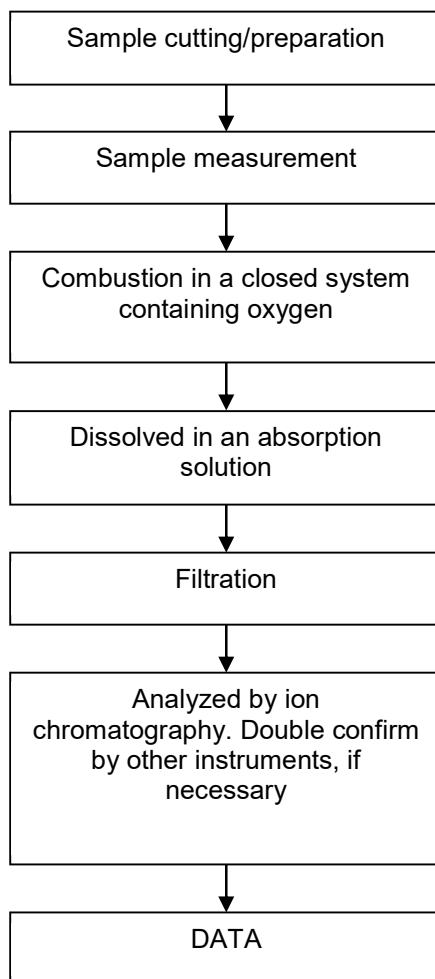 Sample cutting/preparation
Sample measurement
Combustion in a closed system
containing oxygen
Dissolved in an absorption
solution
Filtration
Analyzed by ion
chromatography. Double confirm
by other instruments, if
necessary
DATA